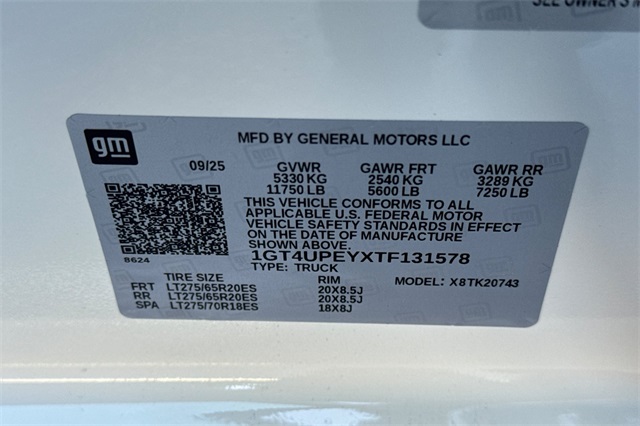 SEE OWNER'S M
gm
MFD BY GENERAL MOTORS LLC
09/25 GVWR GAWR FRT GAWR RR
5330 KG 2540 KG 3289 KG
11750 LB 5600 LB 7250 LB
THIS VEHICLE CONFORMS TO ALL
APPLICABLE U.S. FEDERAL MOTOR
VEHICLE SAFETY STANDARDS IN EFFECT
ON THE DATE OF MANUFACTURE
SHOWN ABOVE.
1GT4UPEYXTF131578
8624
TYPE: TRUCK MODEL: X8TK20743
TIRE SIZE RIM
FRT LT275/65R20ES 20X8.5J
RR LT275/65R20ES 20X8.5J
SPA LT275/70R18ES 18X8J